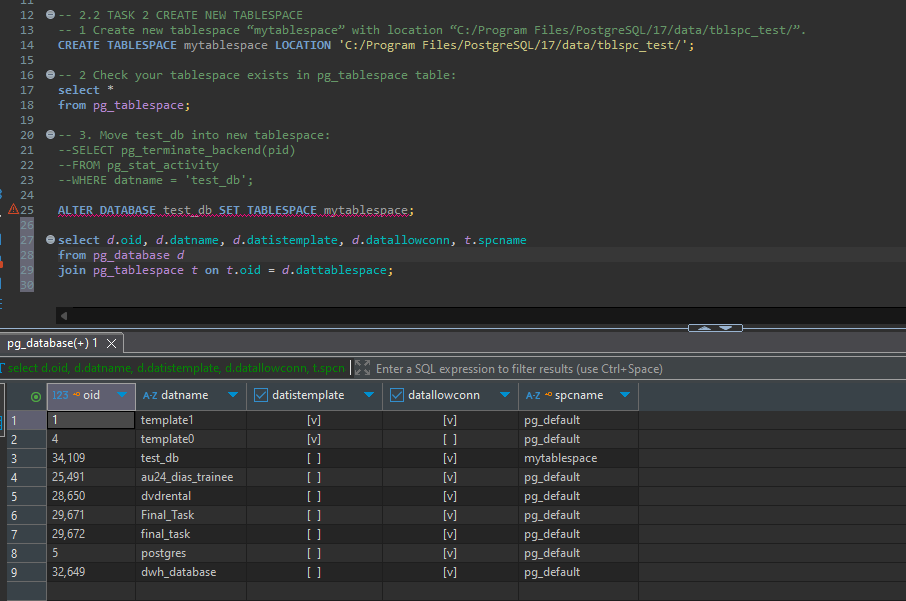 12 -- 2.2 TASK 2 CREATE NEW TABLESPACE
13 -- 1 Create new tablespace “mytablespace” with location “C:/Program Files/PostgreSQL/17/data/tblspc_test/”.
14 CREATE TABLESPACE mytablespace LOCATION 'C:/Program Files/PostgreSQL/17/data/tblspc_test/';
15
16 -- 2 Check your tablespace exists in pg_tablespace table:
17 select *
18 from pg_tablespace;
19
20 -- 3. Move test_db into new tablespace:
21 --SELECT pg_terminate_backend(pid)
22 --FROM pg_stat_activity
23 --WHERE datname = 'test_db';
24
25 ALTER DATABASE test_db SET TABLESPACE mytablespace;
26
27 select d.oid, d.datname, d.datistemplate, d.datallowconn, t.spcname
28 from pg_database d
29 join pg_tablespace t on t.oid = d.dattablespace;
30
pg_database(+) 1
select d.oid, d.datname, d.datistemplate, d.datallowconn, t.spcn Enter a SQL expression to filter results (use Ctrl+Space)
123 oid A-Z datname datistemplate datallowconn A-Z spcname
1 1 template1 [v] [v] pg_default
2 4 template0 [v] [ ] pg_default
3 34,109 test_db [ ] [v] mytablespace
4 25,491 au24_dias_trainee [ ] [v] pg_default
5 28,650 dvdrental [ ] [v] pg_default
6 29,671 Final_Task [ ] [v] pg_default
7 29,672 final_task [ ] [v] pg_default
8 5 postgres [ ] [v] pg_default
9 32,649 dwh_database [ ] [v] pg_default